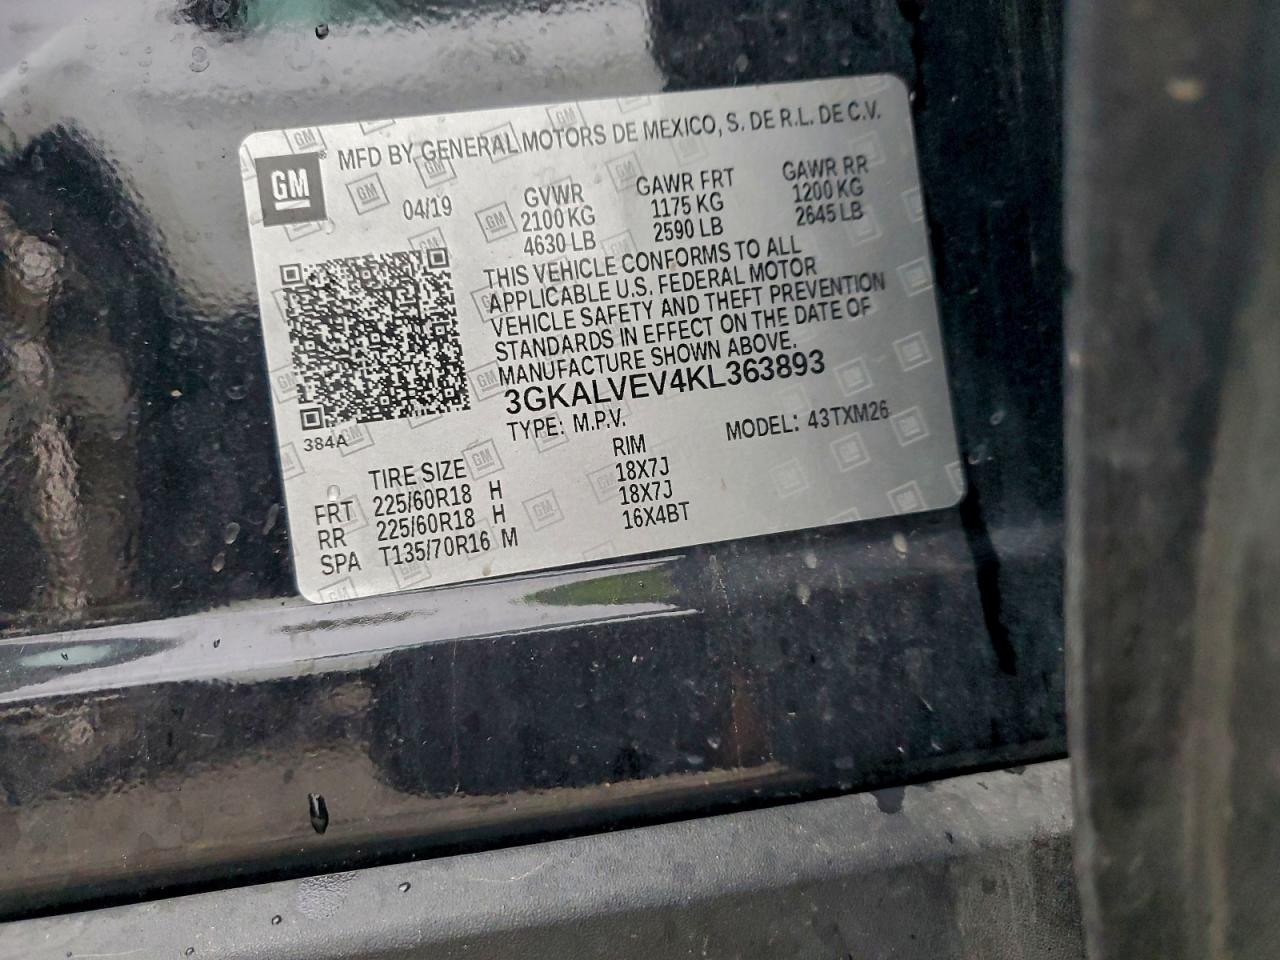 GM
MFD BY GENERAL MOTORS DE MEXICO, S. DE R.L. DE C.V.
04/19
GVWR GAWR FRT GAWR RR
2100 KG 1175 KG 1200 KG
4630 LB 2590 LB 2645 LB
THIS VEHICLE CONFORMS TO ALL
APPLICABLE U.S. FEDERAL MOTOR
VEHICLE SAFETY AND THEFT PREVENTION
STANDARDS IN EFFECT ON THE DATE OF
MANUFACTURE SHOWN ABOVE.
3GKALVEV4KL363893
384A
TYPE: M.P.V. MODEL: 43TXM26
TIRE SIZE RIM
FRT 225/60R18 H 18X7J
RR 225/60R18 H 18X7J
SPA T135/70R16 M 16X4BT